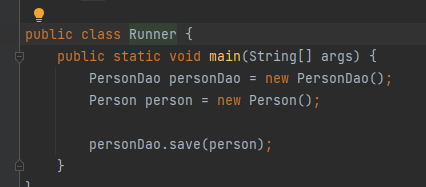 public class Runner {
    public static void main(String[] args) {
        PersonDao personDao = new PersonDao();
        Person person = new Person();

        personDao.save(person);
    }
}